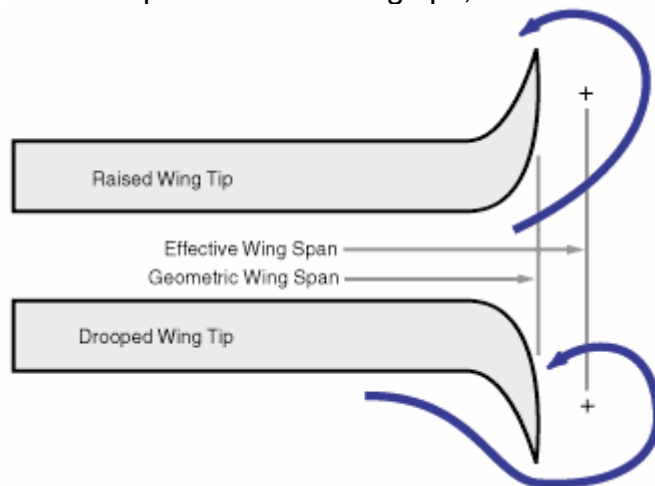 Raised Wing Tip
+
Effective Wing Span
Geometric Wing Span
Drooped Wing Tip
+